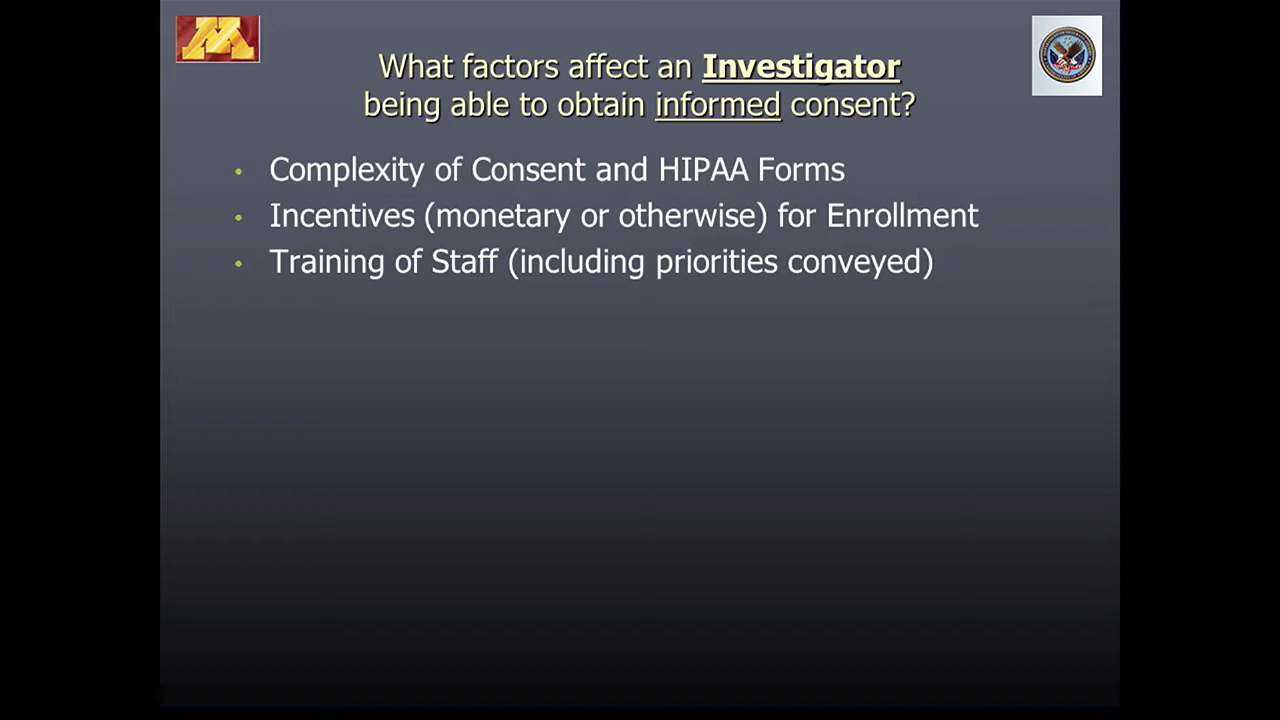 What factors affect an Investigator
being able to obtain informed consent?
• Complexity of Consent and HIPAA Forms
• Incentives (monetary or otherwise) for Enrollment
• Training of Staff (including priorities conveyed)